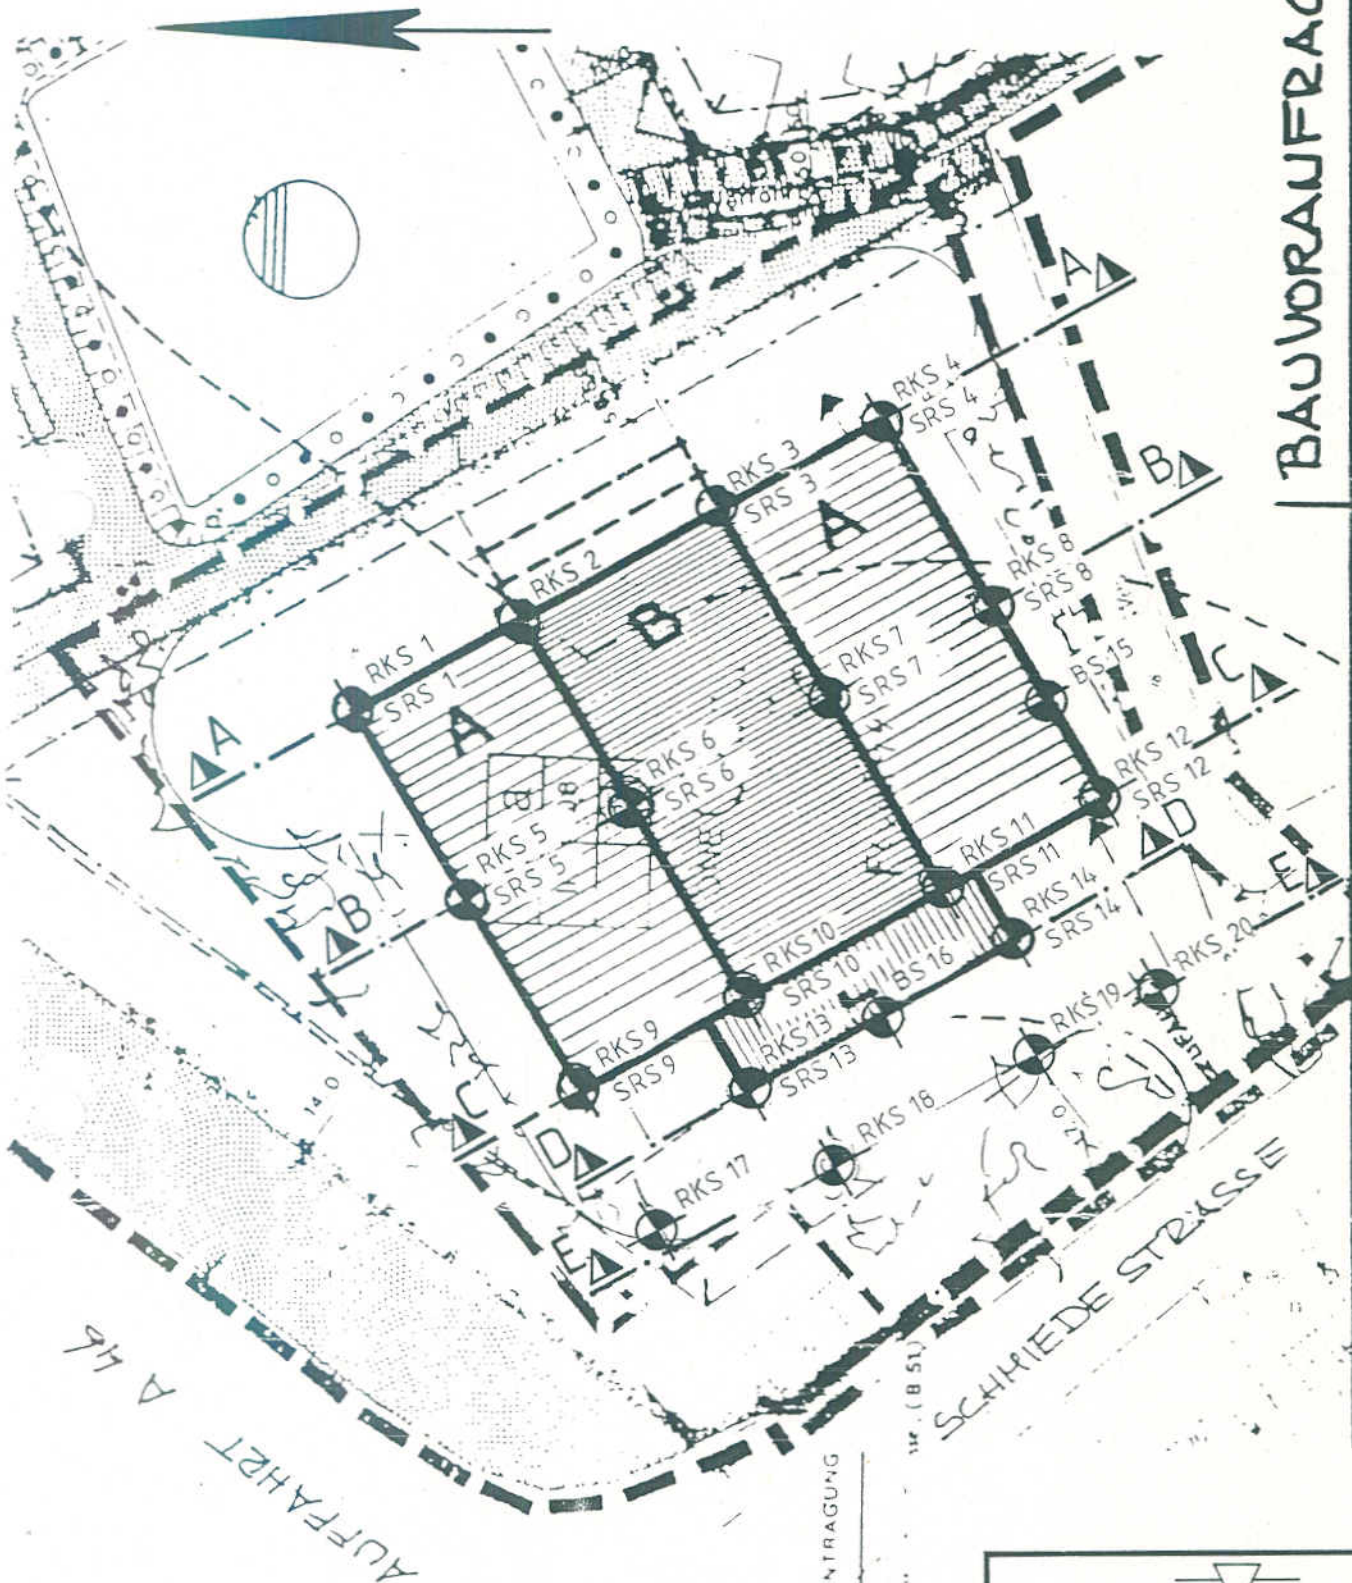 BAUVORANFRAG
A
A
B
B
C
C
D
D
E
E
RKS 1
SRS 1
RKS 2
RKS 3
SRS 3
RKS 4
SRS 4
A
B
A
RKS 5
SRS 5
RKS 6
SRS 6
RKS 7
SRS 7
RKS 8
SRS 8
BS 15
RKS 9
SRS 9
RKS 10
SRS 10
RKS 11
SRS 11
RKS 12
SRS 12
RKS 13
SRS 13
BS 16
RKS 14
SRS 14
RKS 17
RKS 18
RKS 19
RKS 20
14.0
SCHMIEDE STRASSE
AUFFAHRT A 46
NTRAGUNG
(B 51)